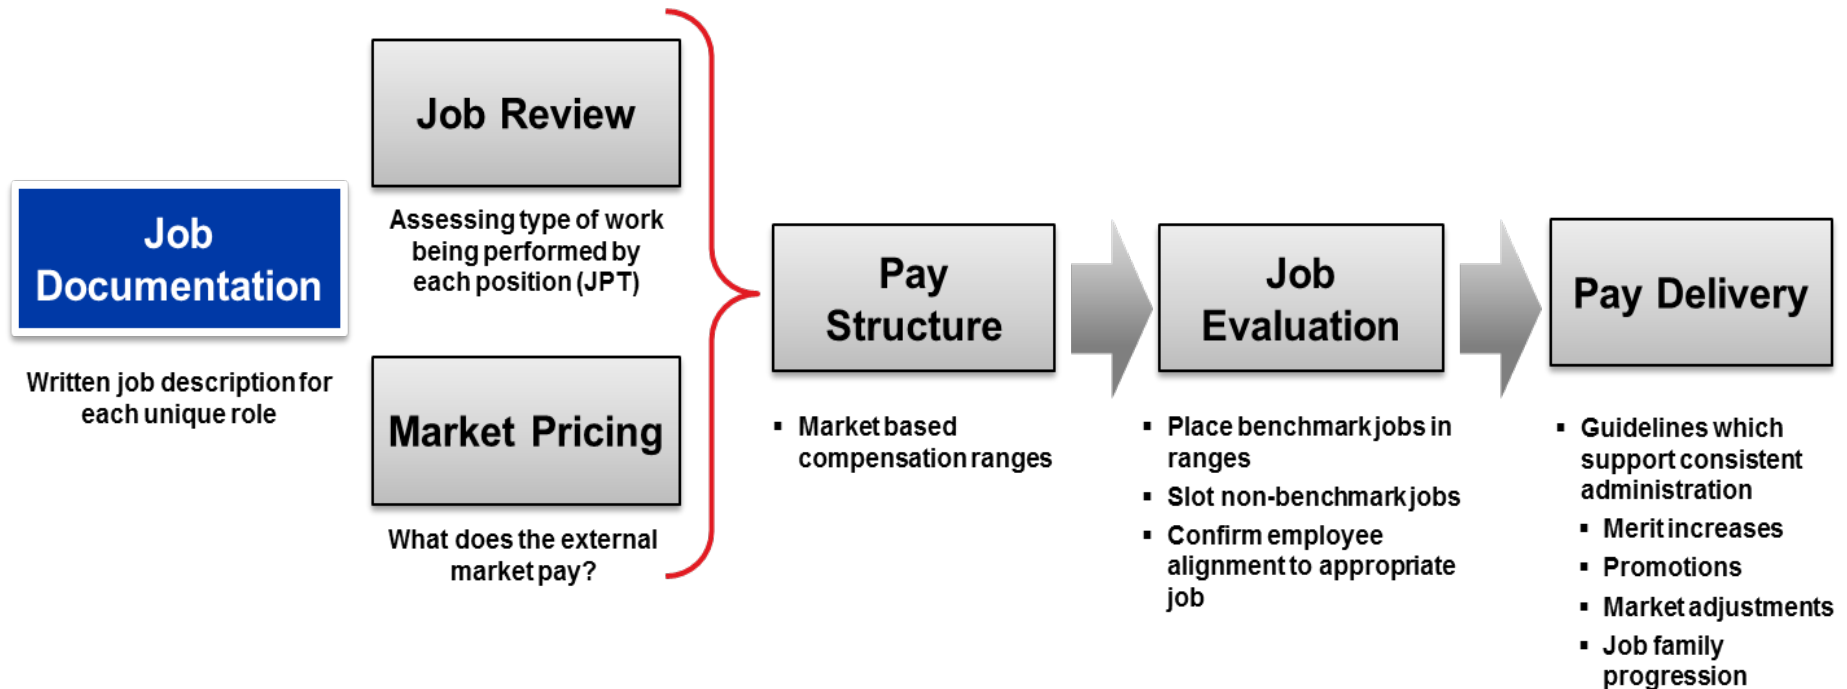 Job
Documentation
Written job description for
each unique role
Job Review
Assessing type of work
being performed by
each position (JPT)
Market Pricing
What does the external
market pay?
Pay
Structure
▪ Market based
compensation ranges
Job
Evaluation
▪ Place benchmark jobs in
ranges
▪ Slot non-benchmark jobs
▪ Confirm employee
alignment to appropriate
job
Pay Delivery
▪ Guidelines which
support consistent
administration
▪ Merit increases
▪ Promotions
▪ Market adjustments
▪ Job family
progression